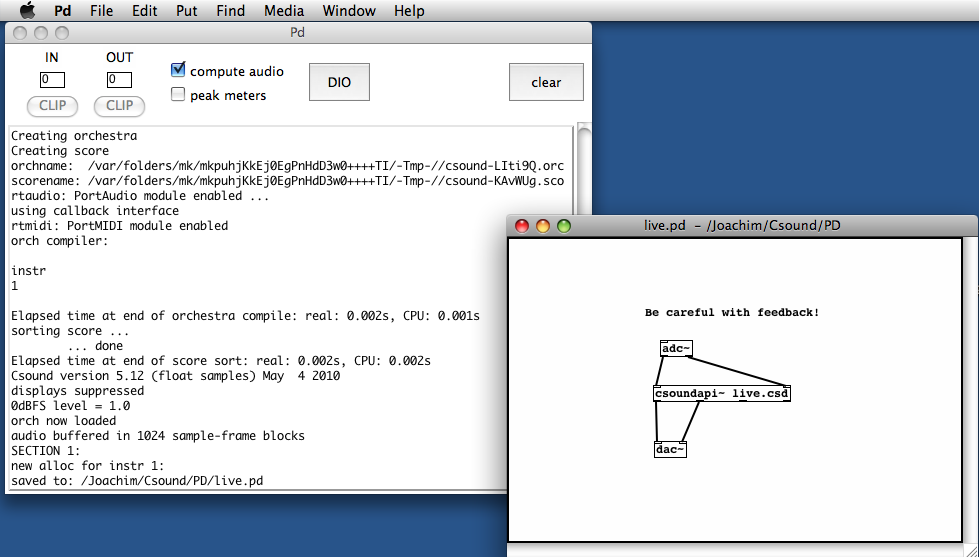 Pd File Edit Put Find Media Window Help
Pd
IN OUT
0 0
compute audio
DIO
clear
CLIP CLIP
peak meters
Creating orchestra
Creating score
orchname:  /var/folders/mk/mkpuhjKkEj0EgPnHdD3w0++++TI/-Tmp-//csound-LIti9Q.orc
scorename: /var/folders/mk/mkpuhjKkEj0EgPnHdD3w0++++TI/-Tmp-//csound-KAvWUg.sco
rtaudio: PortAudio module enabled ...
using callback interface
rtmidi: PortMIDI module enabled
orch compiler:
instr
1
Elapsed time at end of orchestra compile: real: 0.002s, CPU: 0.001s
sorting score ...
... done
Elapsed time at end of score sort: real: 0.002s, CPU: 0.002s
Csound version 5.12 (float samples) May  4 2010
displays suppressed
0dBFS level = 1.0
orch now loaded
audio buffered in 1024 sample-frame blocks
SECTION 1:
new alloc for instr 1:
saved to: /Joachim/Csound/PD/live.pd
live.pd - /Joachim/Csound/PD
Be careful with feedback!
adc~
csoundapi~ live.csd
dac~